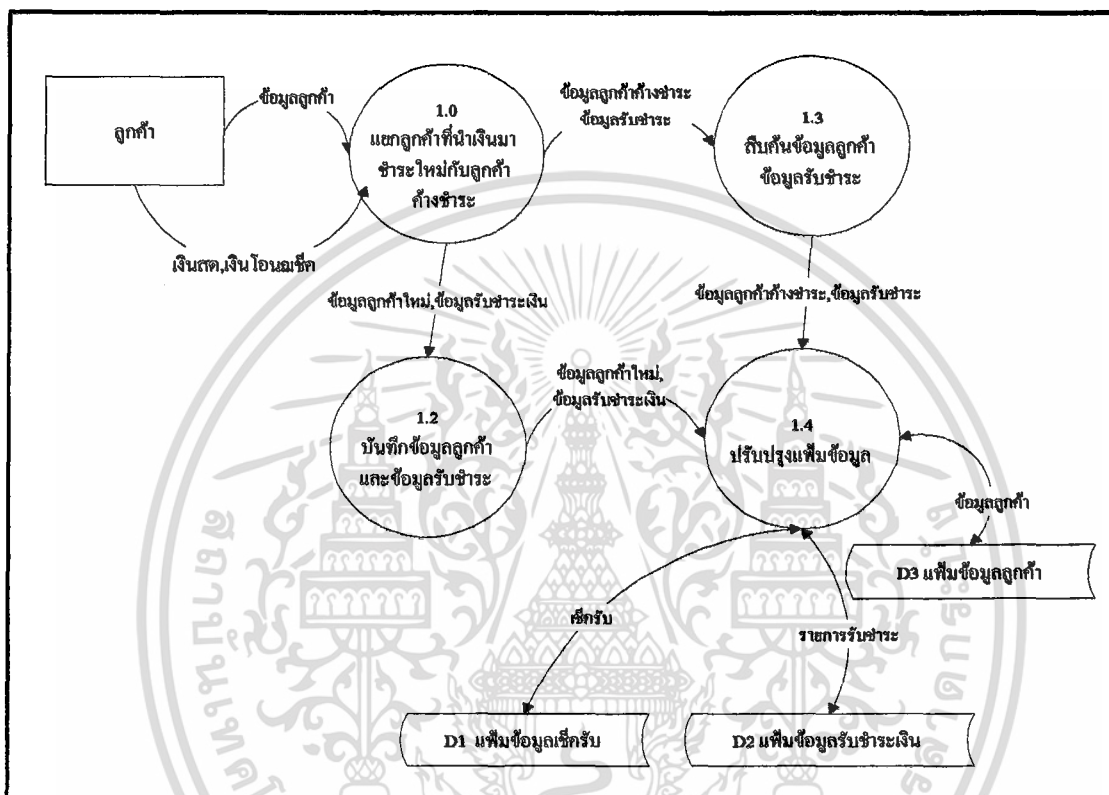 ลูกค้า
ข้อมูลลูกค้า
เงินสด,เงินโอนฌช็ค
1.0
แยกลูกค้าที่นำเงินมา
ชำระใหม่กับลูกค้า
ค้างชำระ
ข้อมูลลูกค้าค้างชำระ
ข้อมูลรับชำระ
1.3
สืบค้นข้อมูลลูกค้า
ข้อมูลรับชำระ
ข้อมูลลูกค้าใหม่,ข้อมูลรับชำระเงิน
ข้อมูลลูกค้าค้างชำระ,ข้อมูลรับชำระ
1.2
บันทึกข้อมูลลูกค้า
และข้อมูลรับชำระ
ข้อมูลลูกค้าใหม่,
ข้อมูลรับชำระเงิน
1.4
ปรับปรุงแฟ้มข้อมูล
ข้อมูลลูกค้า
D3 แฟ้มข้อมูลลูกค้า
เช็กรับ
รายการรับชำระ
D1 แฟ้มข้อมูลเช็กรับ
D2 แฟ้มข้อมูลรับชำระเงิน